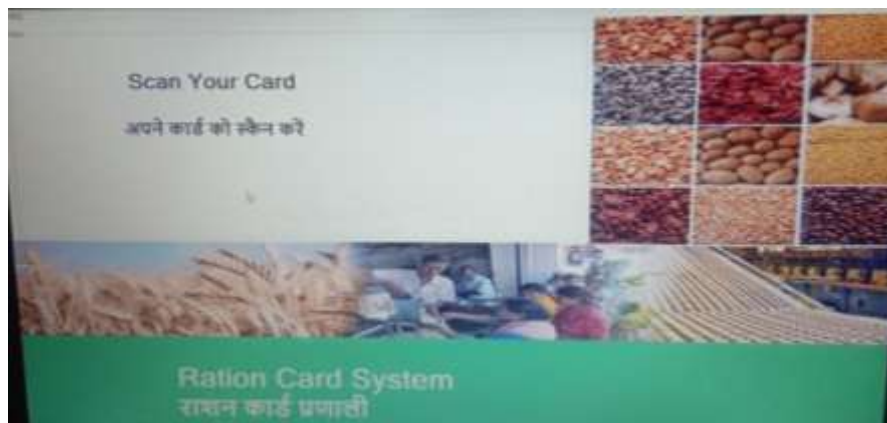 Scan Your Card
अपने कार्ड को स्कैन करें
Ration Card System
राशन कार्ड प्रणाली